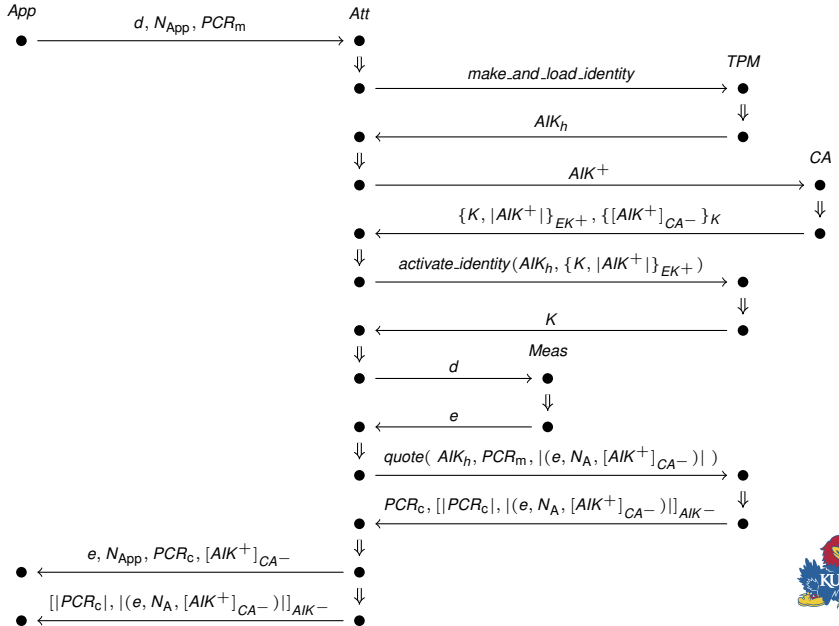 App
Att
d, N_App, PCR_m
TPM
make_and_load_identity
AIK_h
CA
AIK⁺
{K, |AIK⁺|}_EK+, {[AIK⁺]_CA−}_K
activate_identity(AIK_h, {K, |AIK⁺|}_EK+)
K
Meas
d
e
quote( AIK_h, PCR_m, |(e, N_A, [AIK⁺]_CA−)| )
PCR_c, [|PCR_c|, |(e, N_A, [AIK⁺]_CA−)|]_AIK−
e, N_App, PCR_c, [AIK⁺]_CA−
[|PCR_c|, |(e, N_A, [AIK⁺]_CA−)|]_AIK−